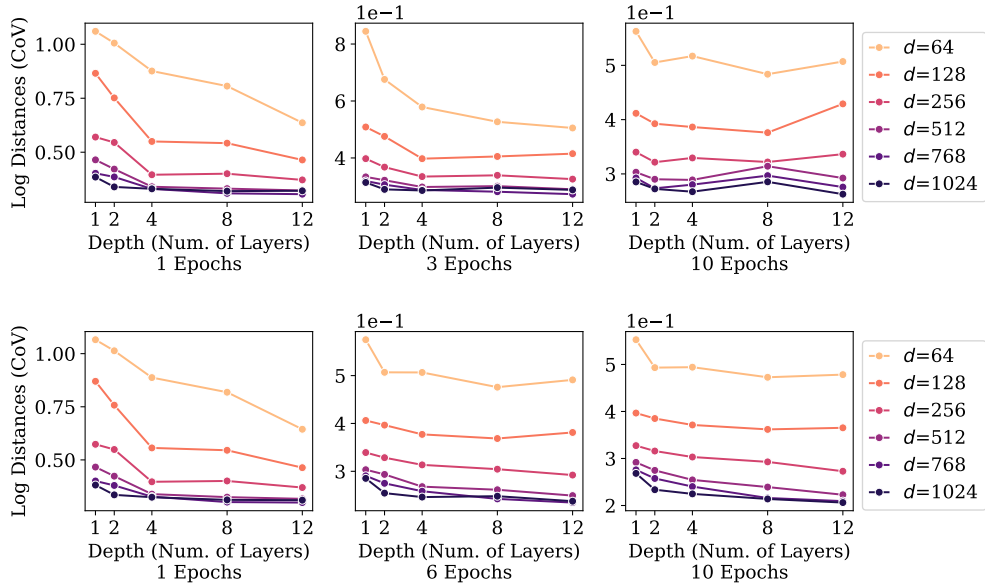 1e−1
1e−1
Log Distances (CoV)
1.00
0.75
0.50
8
6
4
5
4
3
1 2 4 8 12
1 2 4 8 12
1 2 4 8 12
Depth (Num. of Layers)
1 Epochs
Depth (Num. of Layers)
3 Epochs
Depth (Num. of Layers)
10 Epochs
d=64
d=128
d=256
d=512
d=768
d=1024
1e−1
1e−1
Log Distances (CoV)
1.00
0.75
0.50
5
4
3
5
4
3
2
1 2 4 8 12
1 2 4 8 12
1 2 4 8 12
Depth (Num. of Layers)
1 Epochs
Depth (Num. of Layers)
6 Epochs
Depth (Num. of Layers)
10 Epochs
d=64
d=128
d=256
d=512
d=768
d=1024